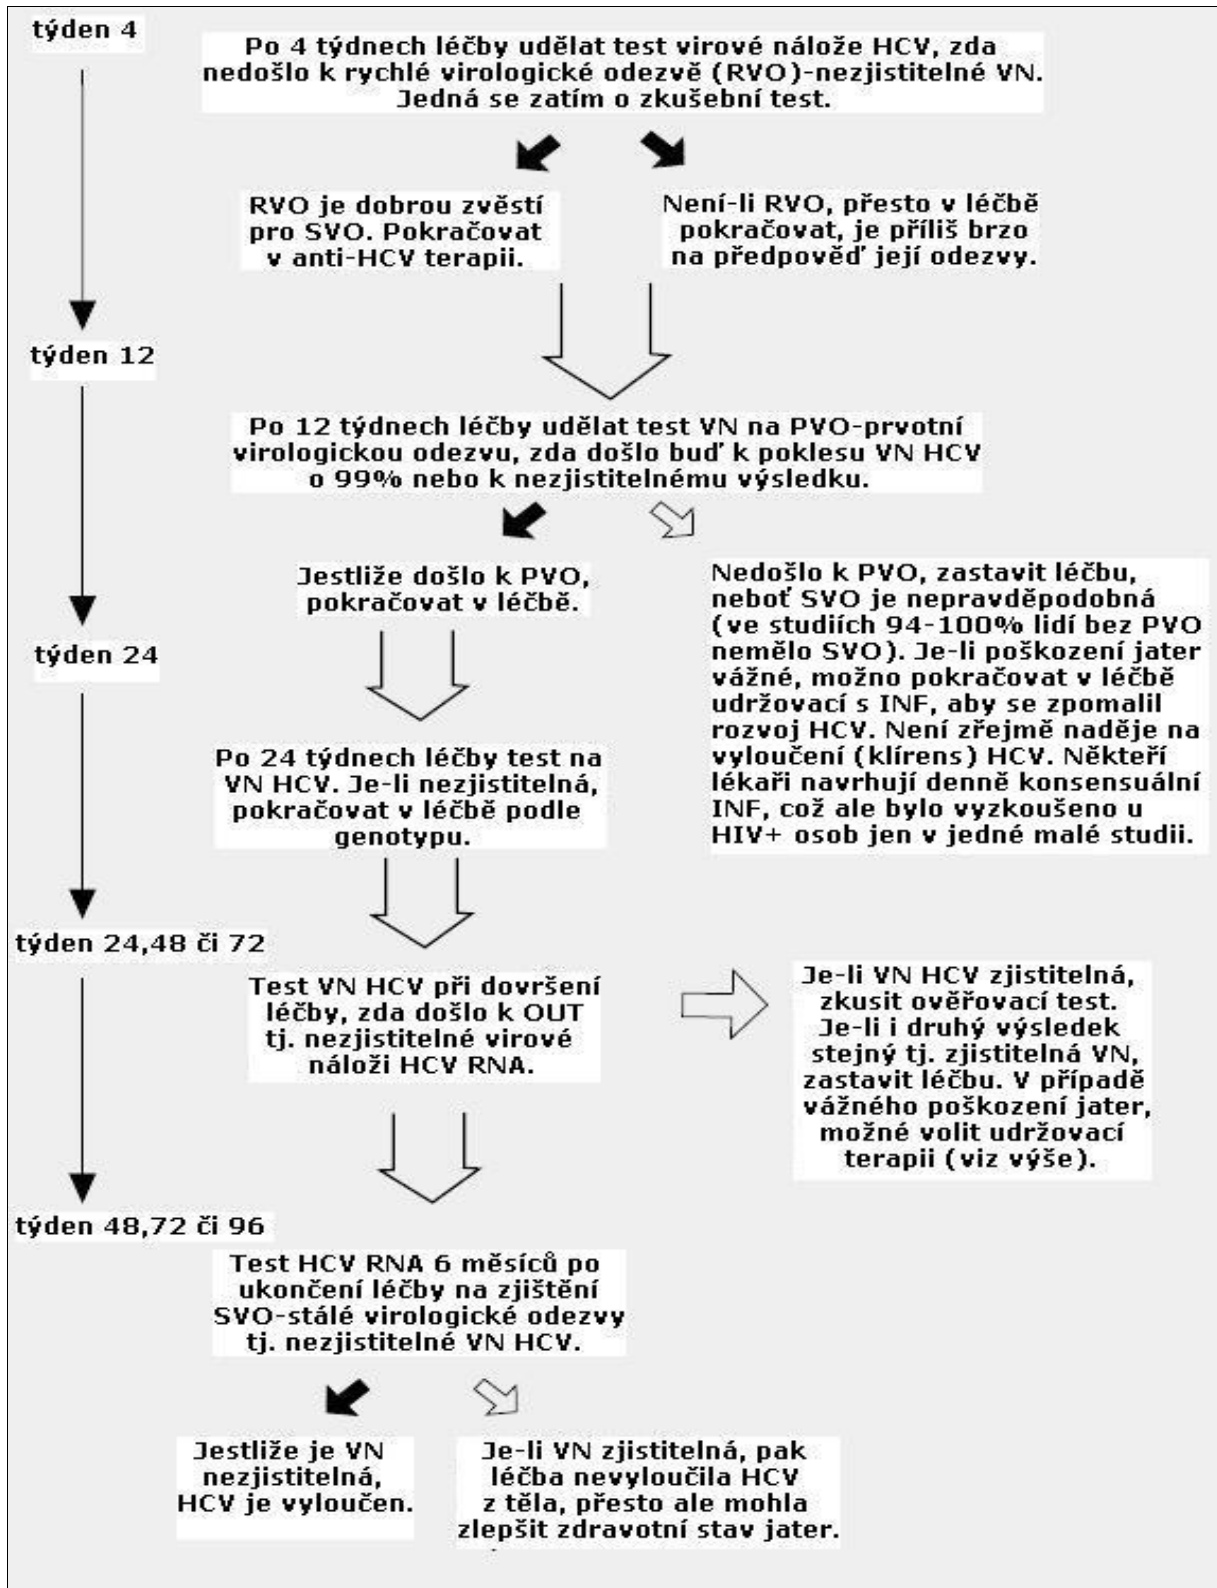 týden 4
Po 4 týdnech léčby udělat test virové nálože HCV, zda
nedošlo k rychlé virologické odezvě (RVO)-nezjistitelné VN.
Jedná se zatím o zkušební test.
RVO je dobrou zvěstí
pro SVO. Pokračovat
v anti-HCV terapii.
Není-li RVO, přesto v léčbě
pokračovat, je příliš brzo
na předpověď její odezvy.
týden 12
Po 12 týdnech léčby udělat test VN na PVO-prvotní
virologickou odezvu, zda došlo buď k poklesu VN HCV
o 99% nebo k nezjistitelnému výsledku.
Jestliže došlo k PVO,
pokračovat v léčbě.
Nedošlo k PVO, zastavit léčbu,
neboť SVO je nepravděpodobná
(ve studiích 94-100% lidí bez PVO
nemělo SVO). Je-li poškození jater
vážné, možno pokračovat v léčbě
udržovací s INF, aby se zpomalil
rozvoj HCV. Není zřejmě naděje na
vyloučení (klírens) HCV. Někteří
lékaři navrhují denně konsensuální
INF, což ale bylo vyzkoušeno u
HIV+ osob jen v jedné malé studii.
týden 24
Po 24 týdnech léčby test na
VN HCV. Je-li nezjistitelná,
pokračovat v léčbě podle
genotypu.
týden 24,48 či 72
Test VN HCV při dovršení
léčby, zda došlo k OUT
tj. nezjistitelné virové
náloži HCV RNA.
Je-li VN HCV zjistitelná,
zkusit ověřovací test.
Je-li i druhý výsledek
stejný tj. zjistitelná VN,
zastavit léčbu. V případě
vážného poškození jater,
možné volit udržovací
terapii (viz výše).
týden 48,72 či 96
Test HCV RNA 6 měsíců po
ukončení léčby na zjištění
SVO-stálé virologické odezvy
tj. nezjistitelné VN HCV.
Jestliže je VN
nezjistitelná,
HCV je vyloučen.
Je-li VN zjistitelná, pak
léčba nevyloučila HCV
z těla, přesto ale mohla
zlepšit zdravotní stav jater.